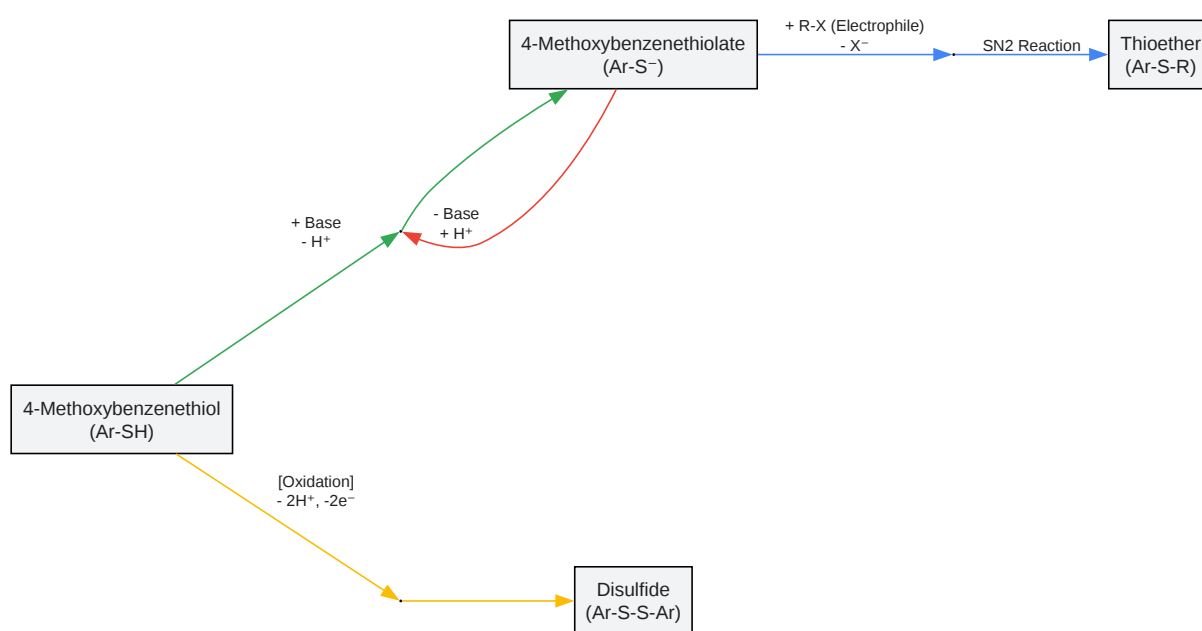 4-Methoxybenzenethiolate
(Ar-S⁻)
+ R-X (Electrophile)
- X⁻
SN2 Reaction
Thioether
(Ar-S-R)
+ Base
- H⁺
- Base
+ H⁺
4-Methoxybenzenethiol
(Ar-SH)
[Oxidation]
- 2H⁺, -2e⁻
Disulfide
(Ar-S-S-Ar)